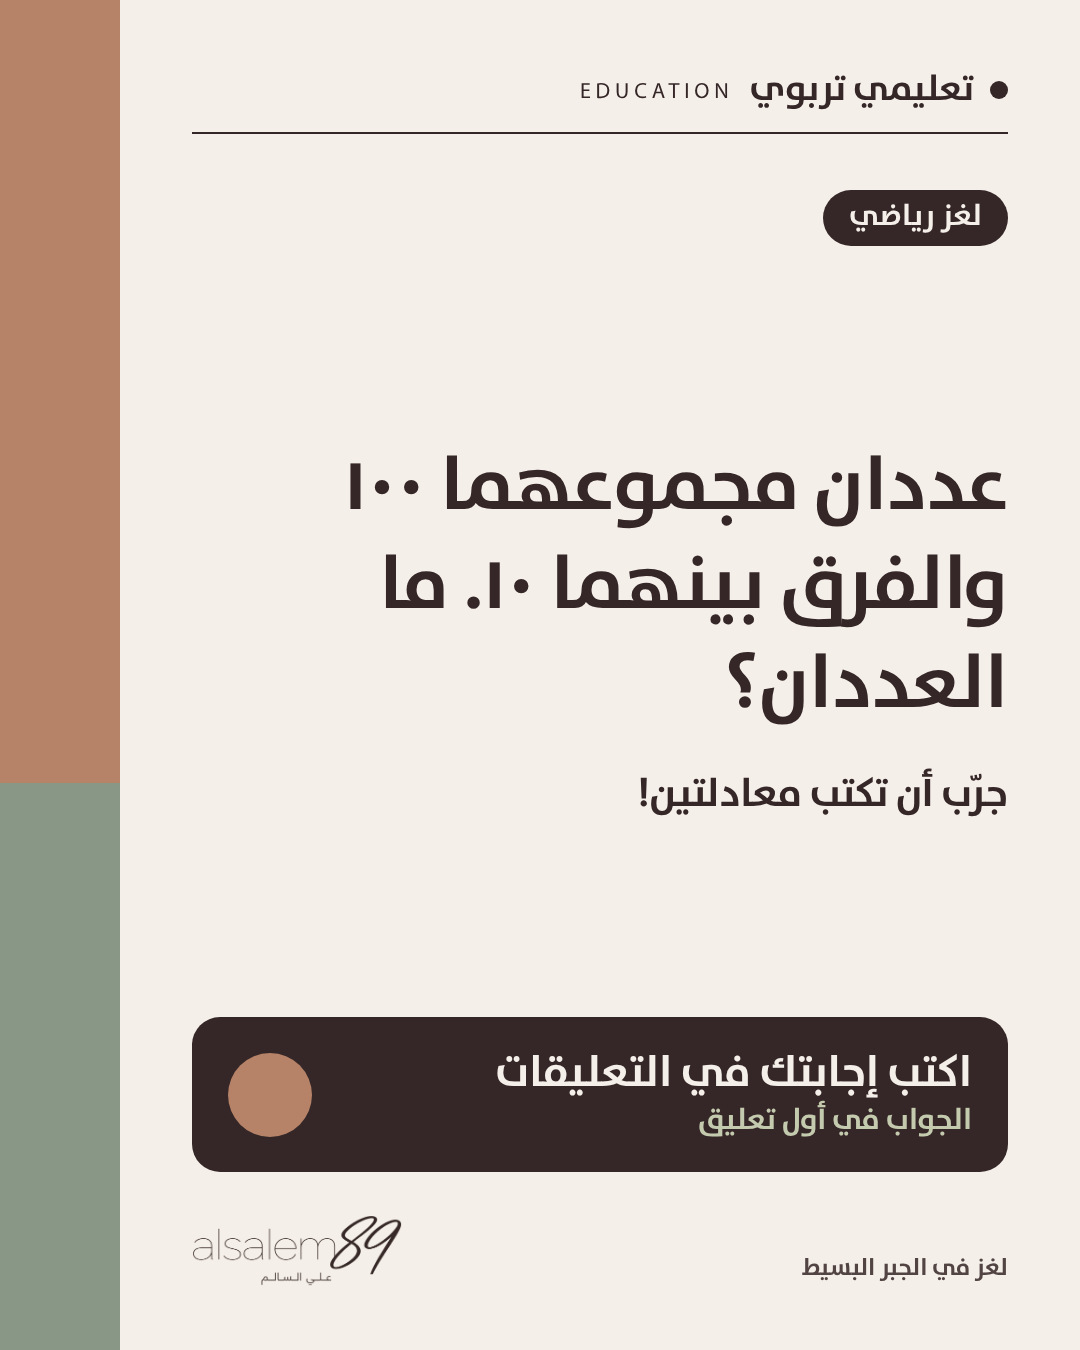 تعليمي تربوي EDUCATION
لغز رياضي
عددان مجموعهما ١٠٠
والفرق بينهما ١٠. ما
العددان؟
جرّب أن تكتب معادلتين!
اكتب إجابتك في التعليقات
الجواب في أول تعليق
لغز في الجبر البسيط
alsalem89
علي السالم